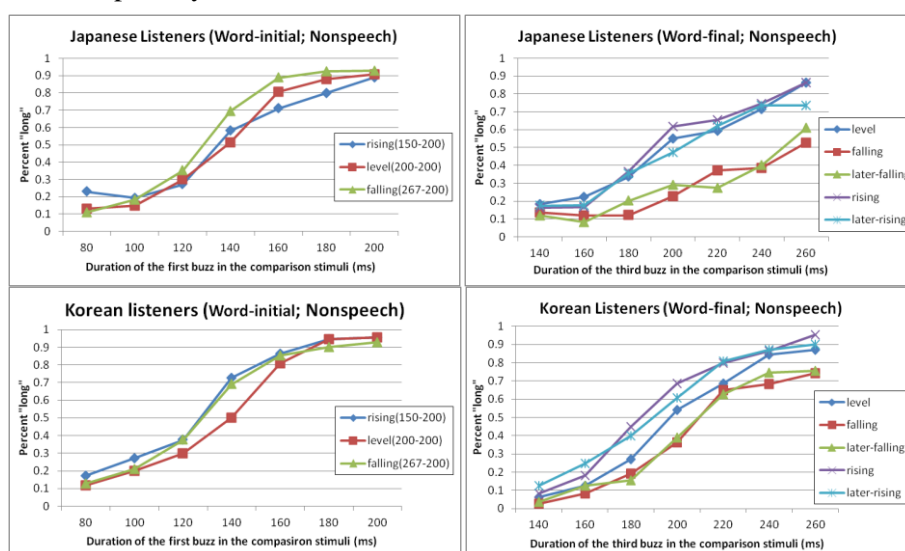 Japanese Listeners (Word-initial; Nonspeech)
Percent "long"
1
0.9
0.8
0.7
0.6
0.5
0.4
0.3
0.2
0.1
0
80 100 120 140 160 180 200
Duration of the first buzz in the comparison stimuli (ms)
rising(150-200)
level(200-200)
falling(267-200)
Japanese Listeners (Word-final; Nonspeech)
Percent "long"
1
0.9
0.8
0.7
0.6
0.5
0.4
0.3
0.2
0.1
0
140 160 180 200 220 240 260
Duration of the third buzz in the comparison stimuli (ms)
level
falling
later-falling
rising
later-rising
Korean listeners (Word-initial; Nonspeech)
Percent "long"
1
0.9
0.8
0.7
0.6
0.5
0.4
0.3
0.2
0.1
0
80 100 120 140 160 180 200
Duration of the first buzz in the compasiron stimuli (ms)
rising(150-200)
level(200-200)
falling(267-200)
Korean Listeners (Word-final; Nonspeech)
Percent "long"
1
0.9
0.8
0.7
0.6
0.5
0.4
0.3
0.2
0.1
0
140 160 180 200 220 240 260
Duration of the third buzz in the comparison stimuli (ms)
level
falling
later-falling
rising
later-rising